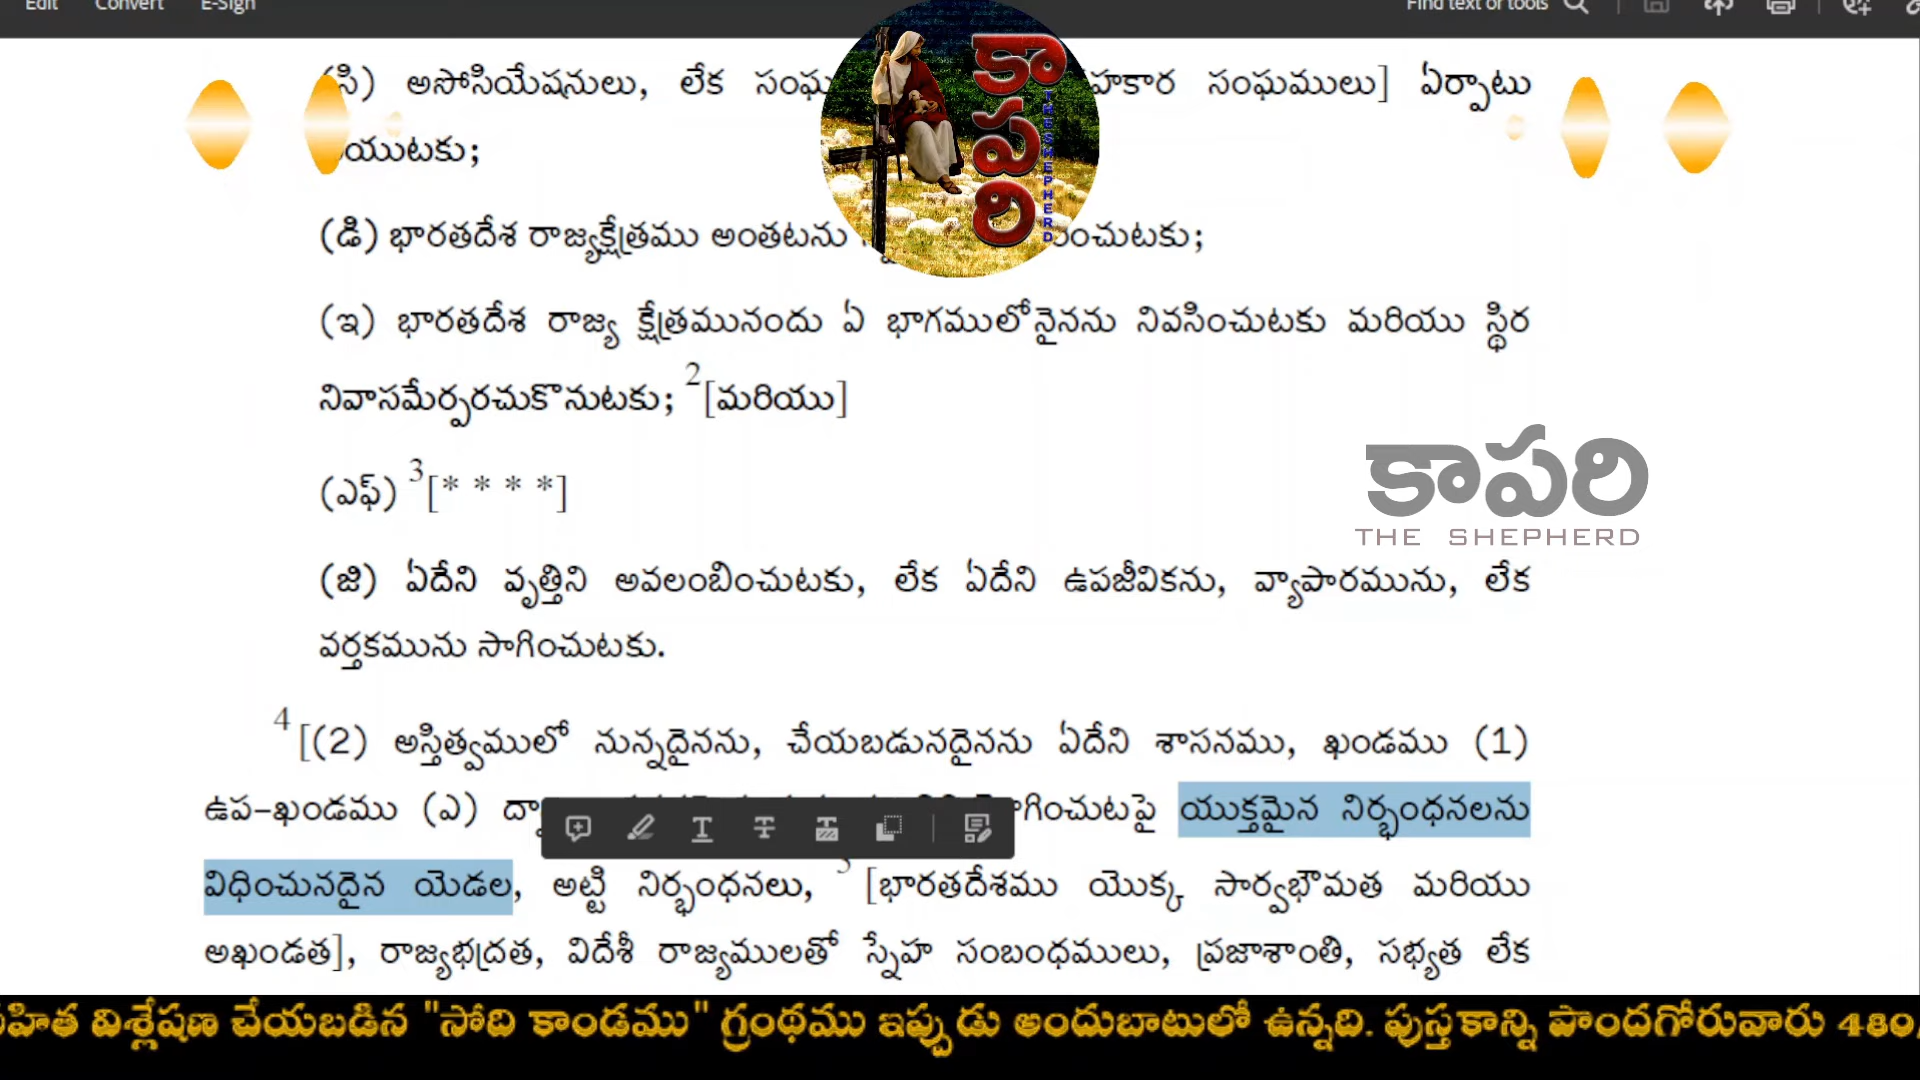 Edit Convert E-Sign Find text or tools
(సి) అసోసియేషనులు, లేక సంఘ హకార సంఘములు] ఏర్పాటు
యుటకు;
(డి) భారతదేశ రాజ్యక్షేత్రము అంతటను ంచుటకు;
(ఇ) భారతదేశ రాజ్య క్షేత్రమునందు ఏ భాగములోనైనను నివసించుటకు మరియు స్థిర
నివాసమేర్పరచుకొనుటకు; 2[మరియు]
(ఎఫ్) 3[* * * *]
(జి) ఏదేని వృత్తిని అవలంబించుటకు, లేక ఏదేని ఉపజీవికను, వ్యాపారమును, లేక
వర్తకమును సాగించుటకు.
4[(2) అస్తిత్వములో నున్నదైనను, చేయబడునదైనను ఏదేని శాసనము, ఖండము (1)
ఉప-ఖండము (ఎ) గించుటపై యుక్తమైన నిర్భంధనలను
విధించునదైన యెడల, అట్టి నిర్భంధనలు, 5[భారతదేశము యొక్క సార్వభౌమత మరియు
అఖండత], రాజ్యభద్రత, విదేశీ రాజ్యములతో స్నేహ సంబంధములు, ప్రజాశాంతి, సభ్యత లేక
కాపరి
THE SHEPHERD
కాపరి
THE SHEPHERD
హిత విశ్లేషణ చేయబడిన "సోది కాండము" గ్రంథము ఇప్పుడు అందుబాటులో ఉన్నది. పుస్తకాన్ని పొందగోరువారు 480